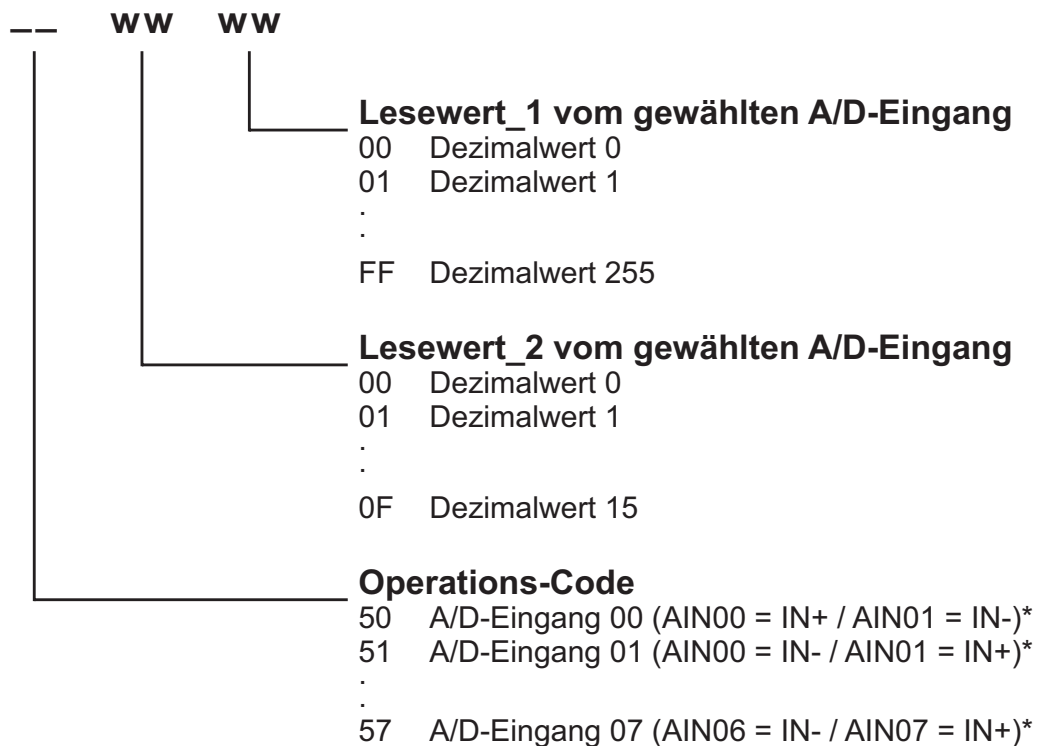 __ ww ww
Lesewert_1 vom gewählten A/D-Eingang
00 Dezimalwert 0
01 Dezimalwert 1
.
.
FF Dezimalwert 255
Lesewert_2 vom gewählten A/D-Eingang
00 Dezimalwert 0
01 Dezimalwert 1
.
.
0F Dezimalwert 15
Operations-Code
50 A/D-Eingang 00 (AIN00 = IN+ / AIN01 = IN-)*
51 A/D-Eingang 01 (AIN00 = IN- / AIN01 = IN+)*
.
.
57 A/D-Eingang 07 (AIN06 = IN- / AIN07 = IN+)*